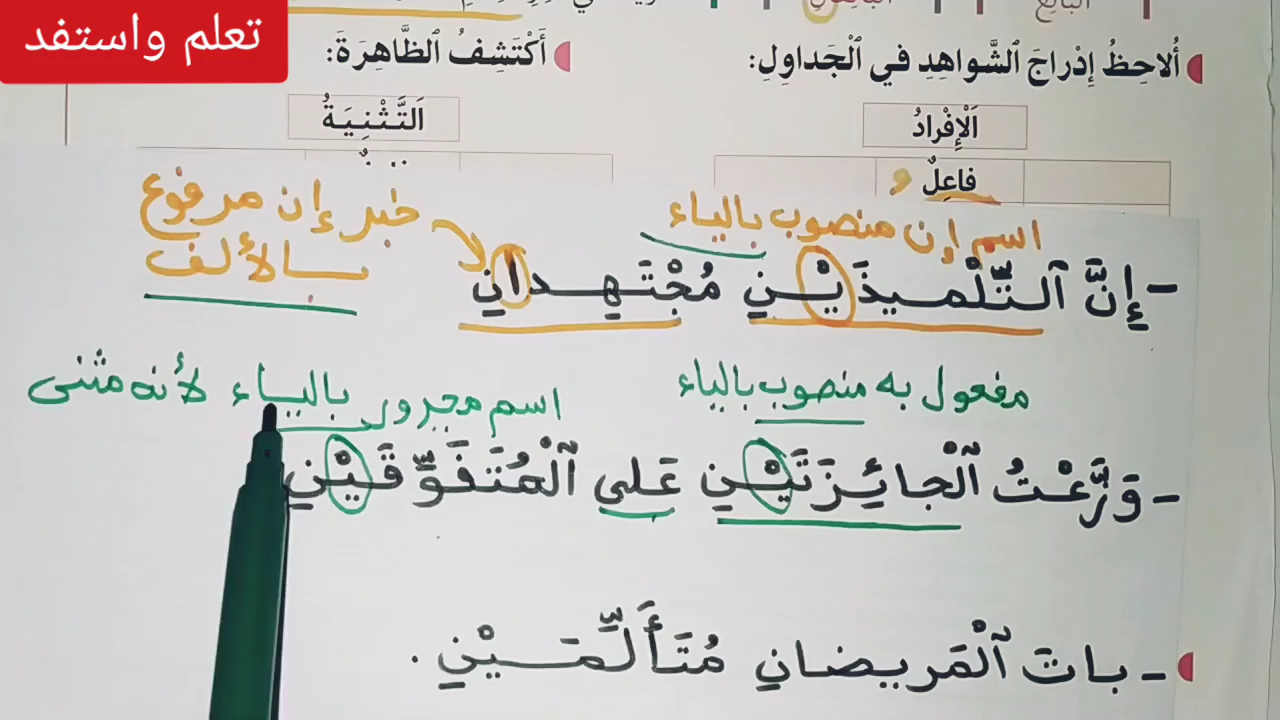 تعلم واستفد
أُلاحِظُ إِدْراجَ ٱلشَّواهِدِ في ٱلْجَداوِلِ:
أَكْتَشِفُ ٱلظَّاهِرَةَ:
اَلْإِفْرادُ
اَلتَّثْنِيَةُ
فاعِلٌ
اسم إن منصوب بالياء
خبر إن مرفوع
بالألف
- إِنَّ ٱلتِّلْميذَيْنِ مُجْتَهِدانِ
مفعول به منصوب بالياء
اسم مجرور بالياء لأنه مثنى
- وَزَّعْتُ ٱلْجائِزَتَيْنِ عَلى ٱلْمُتَفَوِّقَيْنِ
- باتَ ٱلْمَريضانِ مُتَأَلِّمَيْنِ .